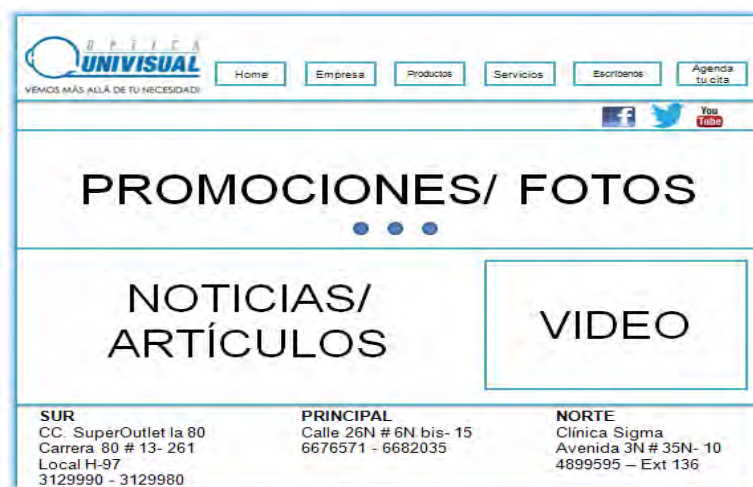 OPTICA
UNIVISUAL
VEMOS MÁS ALLÁ DE TU NECESIDAD!
Home
Empresa
Productos
Servicios
Escríbenos
Agenda
tu cita
f
You
Tube
PROMOCIONES/ FOTOS
NOTICIAS/
ARTÍCULOS
VIDEO
SUR
CC. SuperOutlet la 80
Carrera 80 # 13- 261
Local H-97
3129990 - 3129980
PRINCIPAL
Calle 26N # 6N bis- 15
6676571 - 6682035
NORTE
Clínica Sigma
Avenida 3N # 35N- 10
4899595 – Ext 136